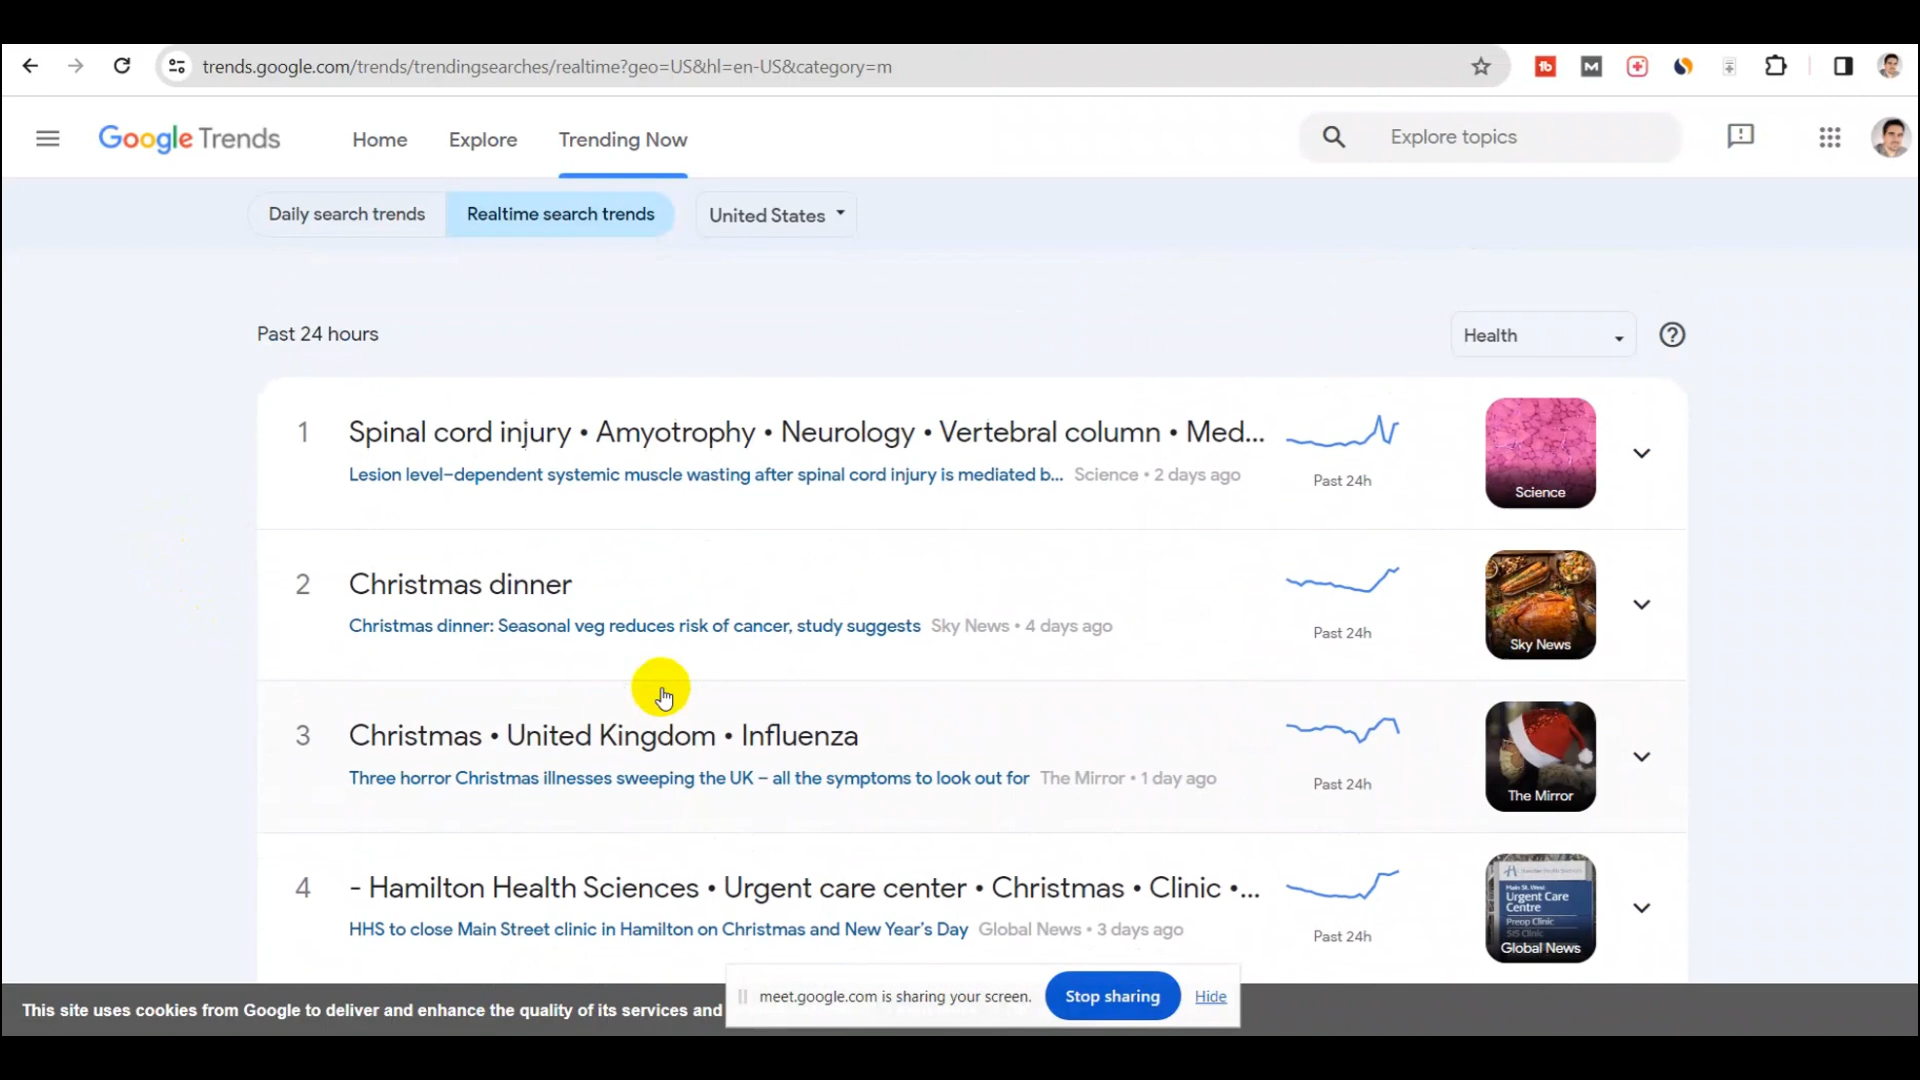 trends.google.com/trends/trendingsearches/realtime?geo=US&hl=en-US&category=m
Google Trends
Home
Explore
Trending Now
Explore topics
Daily search trends
Realtime search trends
United States
Past 24 hours
Health
1
Spinal cord injury • Amyotrophy • Neurology • Vertebral column • Med...
Lesion level–dependent systemic muscle wasting after spinal cord injury is mediated b... Science • 2 days ago
Past 24h
Science
2
Christmas dinner
Christmas dinner: Seasonal veg reduces risk of cancer, study suggests Sky News • 4 days ago
Past 24h
Sky News
3
Christmas • United Kingdom • Influenza
Three horror Christmas illnesses sweeping the UK – all the symptoms to look out for The Mirror • 1 day ago
Past 24h
The Mirror
4
- Hamilton Health Sciences • Urgent care center • Christmas • Clinic •...
HHS to close Main Street clinic in Hamilton on Christmas and New Year's Day Global News • 3 days ago
Past 24h
Main St. West
Urgent Care
Centre
Preop Clinic
Global News
This site uses cookies from Google to deliver and enhance the quality of its services and
meet.google.com is sharing your screen.
Stop sharing
Hide